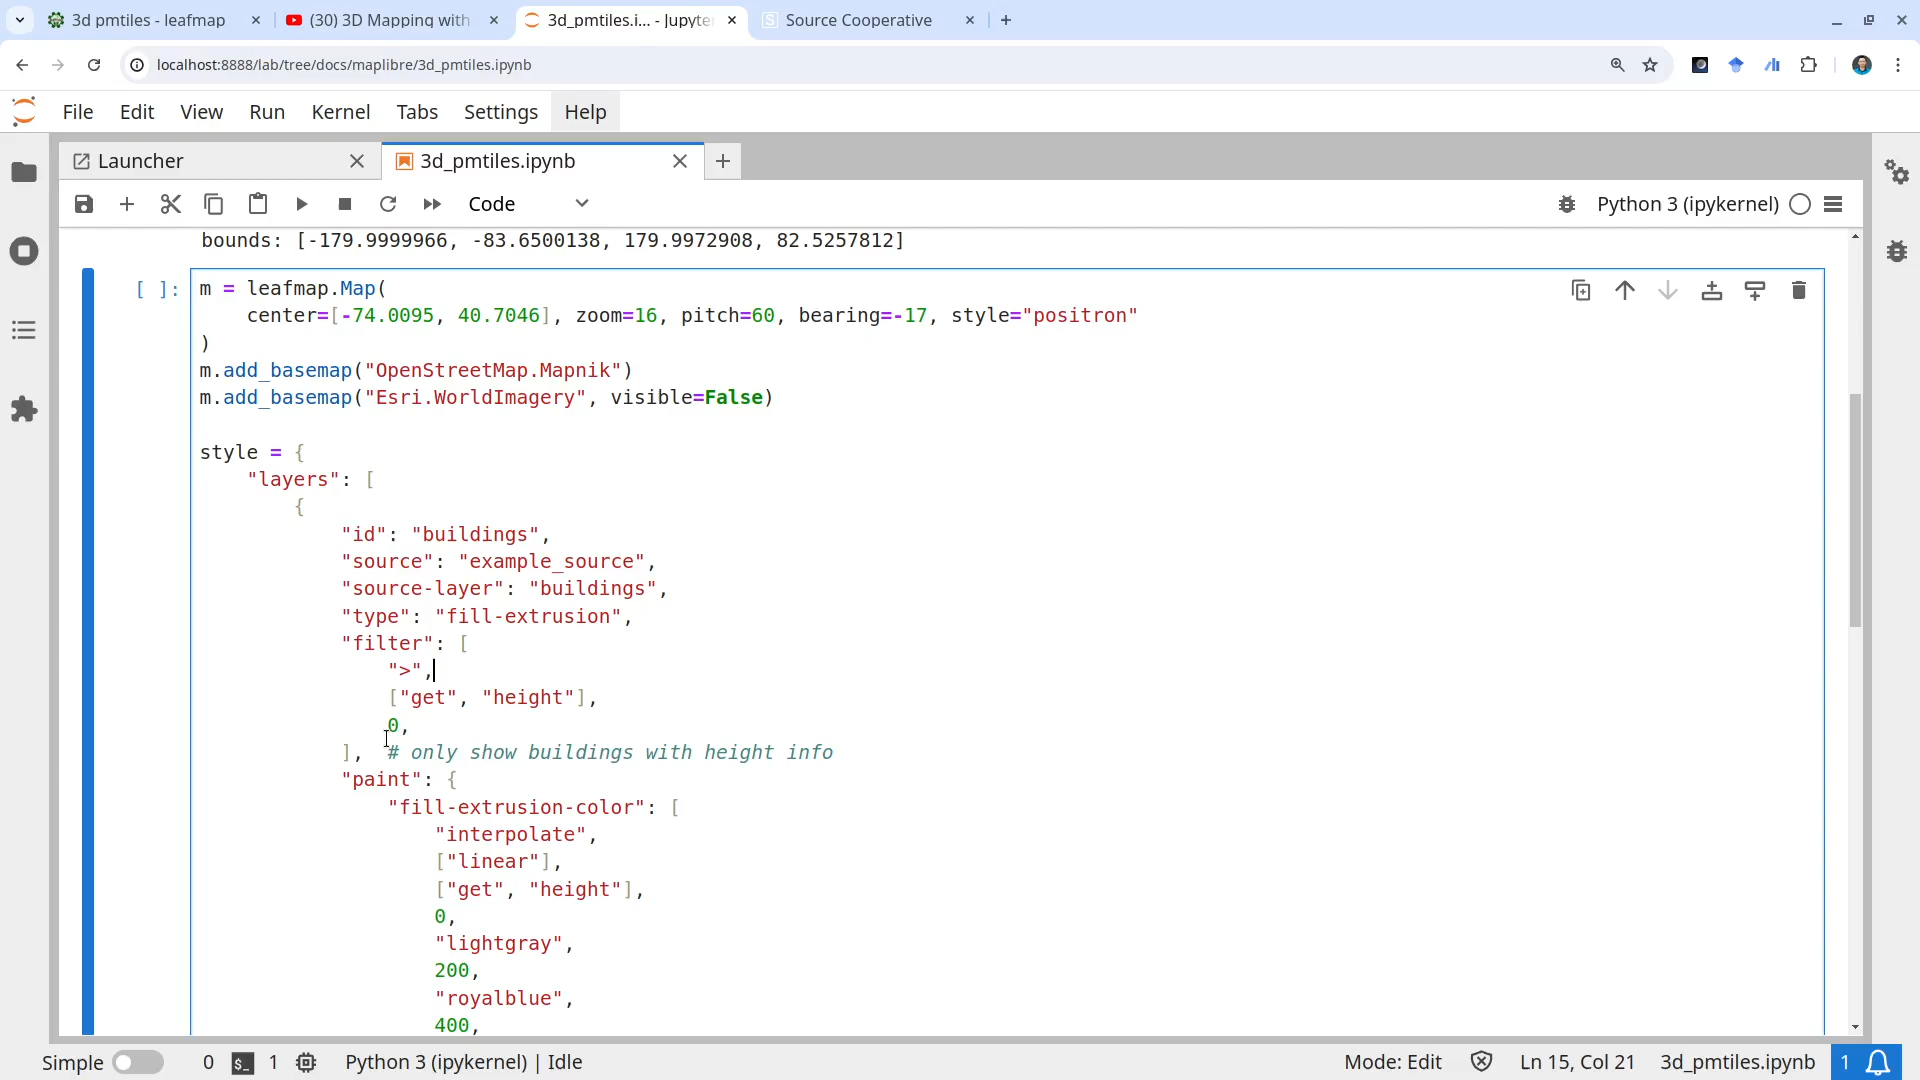 3d pmtiles - leafmap
(30) 3D Mapping with
3d_pmtiles.i... - Jupyte
Source Cooperative
localhost:8888/lab/tree/docs/maplibre/3d_pmtiles.ipynb
File Edit View Run Kernel Tabs Settings Help
Launcher
3d_pmtiles.ipynb
Code
Python 3 (ipykernel)
bounds: [-179.9999966, -83.6500138, 179.9972908, 82.5257812]
[ ]: m = leafmap.Map(
center=[-74.0095, 40.7046], zoom=16, pitch=60, bearing=-17, style="positron"
)
m.add_basemap("OpenStreetMap.Mapnik")
m.add_basemap("Esri.WorldImagery", visible=False)
style = {
"layers": [
{
"id": "buildings",
"source": "example_source",
"source-layer": "buildings",
"type": "fill-extrusion",
"filter": [
">",
["get", "height"],
0,
], # only show buildings with height info
"paint": {
"fill-extrusion-color": [
"interpolate",
["linear"],
["get", "height"],
0,
"lightgray",
200,
"royalblue",
400,
Simple 0 $_ 1 Python 3 (ipykernel) | Idle Mode: Edit Ln 15, Col 21 3d_pmtiles.ipynb 1